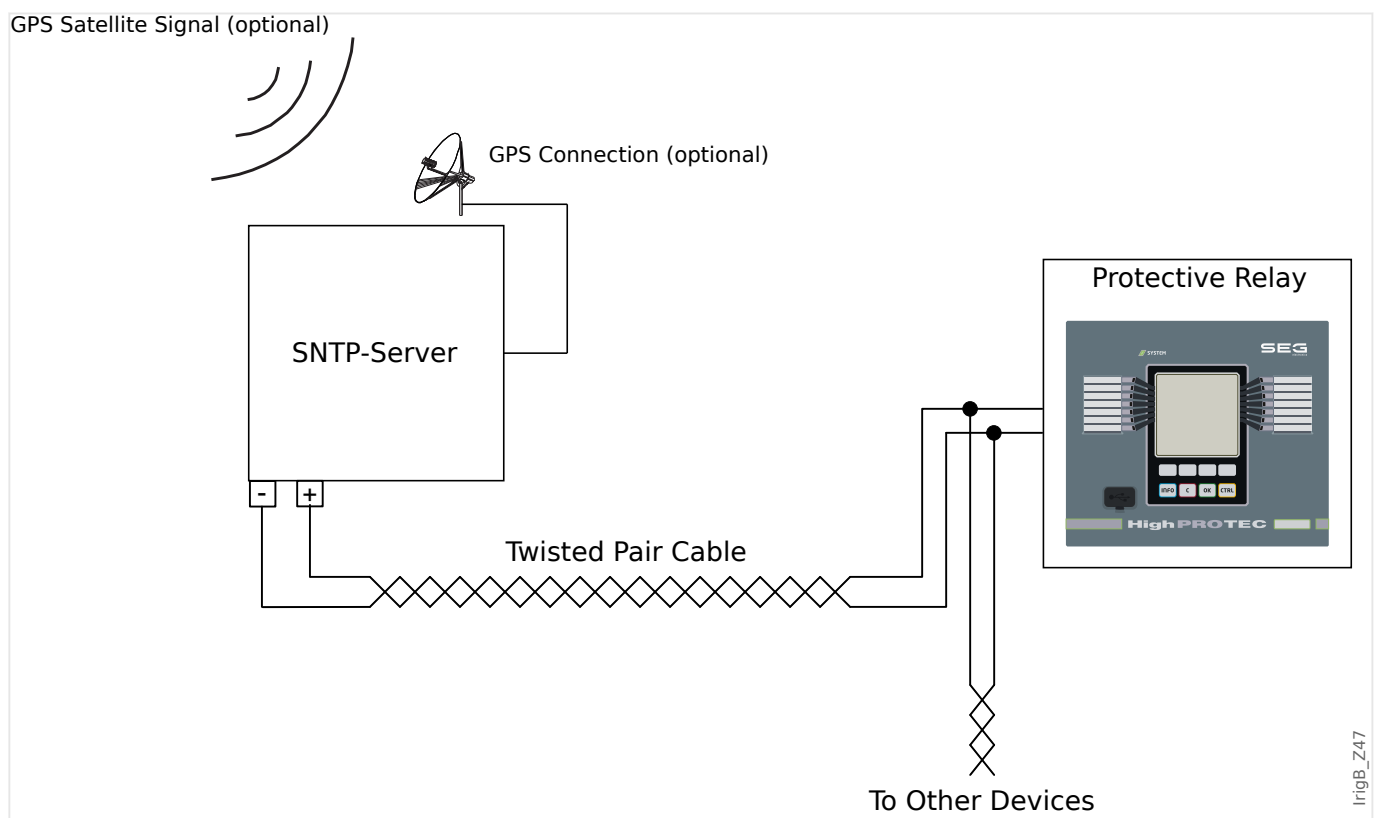 GPS Satellite Signal (optional)
GPS Connection (optional)
SNTP-Server
- +
Twisted Pair Cable
Protective Relay
SYSTEM
SEG
INFO C OK CTRL
HighPROTEC
To Other Devices
IrigB_Z47